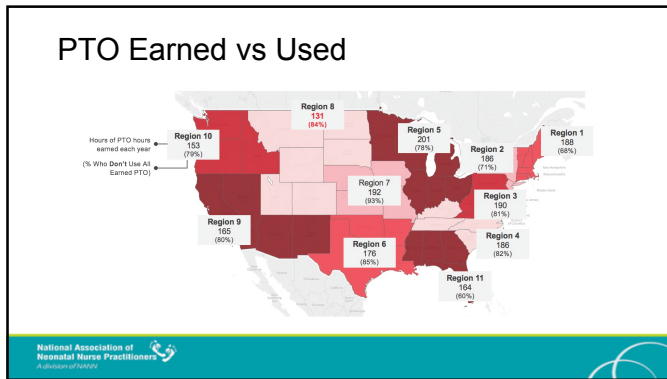 PTO Earned vs Used
Region 8
131
(84%)
Region 5
201
(78%)
Region 1
188
(68%)
Hours of PTO hours
earned each year
(% Who Don't Use All
Earned PTO)
Region 10
153
(79%)
Region 2
186
(71%)
New Hampshire
Massachusetts
Region 7
192
(93%)
Region 3
190
(81%)
Region 9
165
(80%)
Region 6
176
(85%)
Region 4
186
(82%)
Region 11
164
(60%)
National Association of
Neonatal Nurse Practitioners
A division of NANN